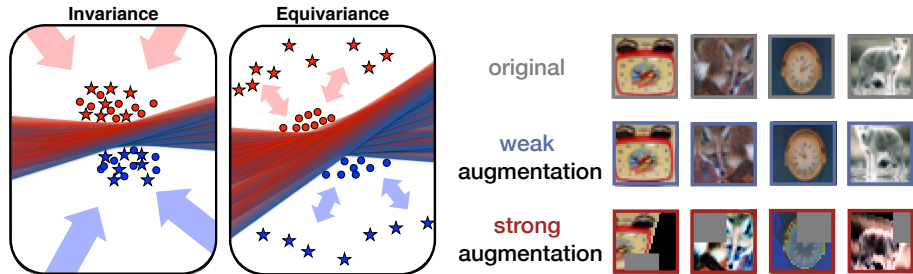 Invariance
Equivariance
original
weak
augmentation
strong
augmentation